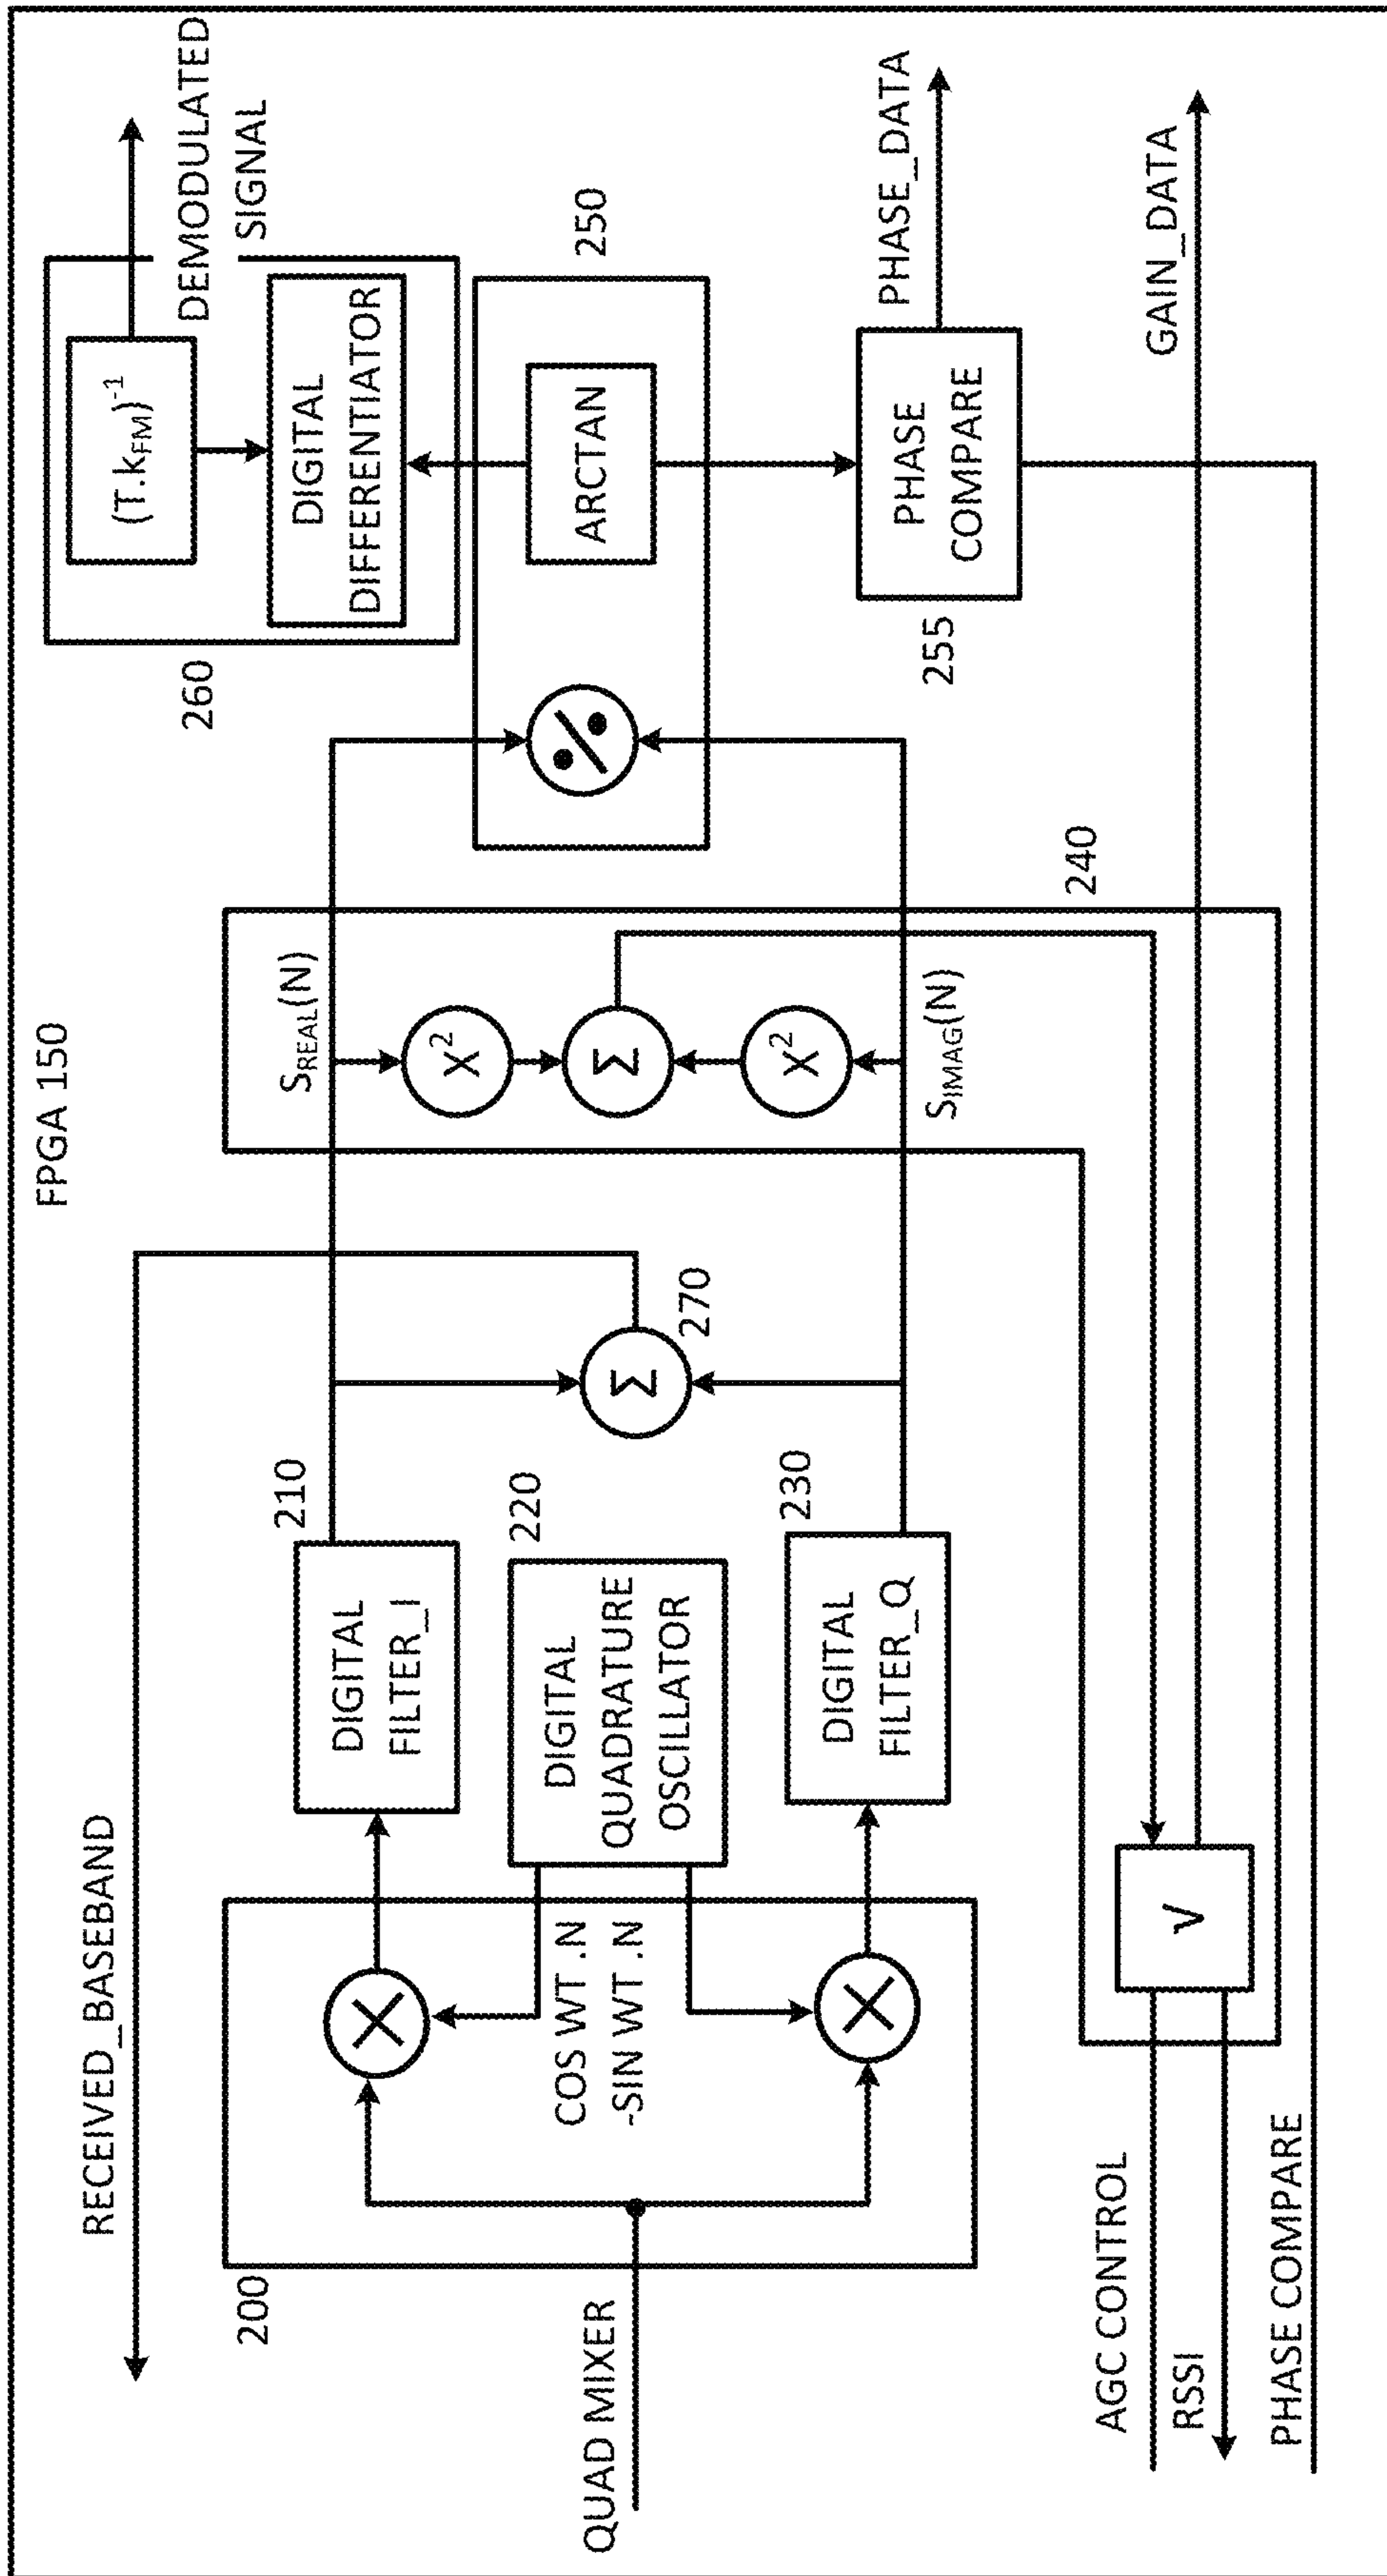 FPGA 150
RECEIVED_BASEBAND
QUAD MIXER
200
COS WT .N
-SIN WT .N
DIGITAL
FILTER_I
210
DIGITAL
QUADRATURE
OSCILLATOR
220
DIGITAL
FILTER_Q
230
Σ
270
S_REAL(N)
X²
Σ
X²
S_IMAG(N)
240
260
(T.k_FM)⁻¹
DIGITAL
DIFFERENTIATOR
DEMODULATED
SIGNAL
ARCTAN
250
PHASE
COMPARE
255
PHASE_DATA
GAIN_DATA
√
AGC CONTROL
RSSI
PHASE COMPARE